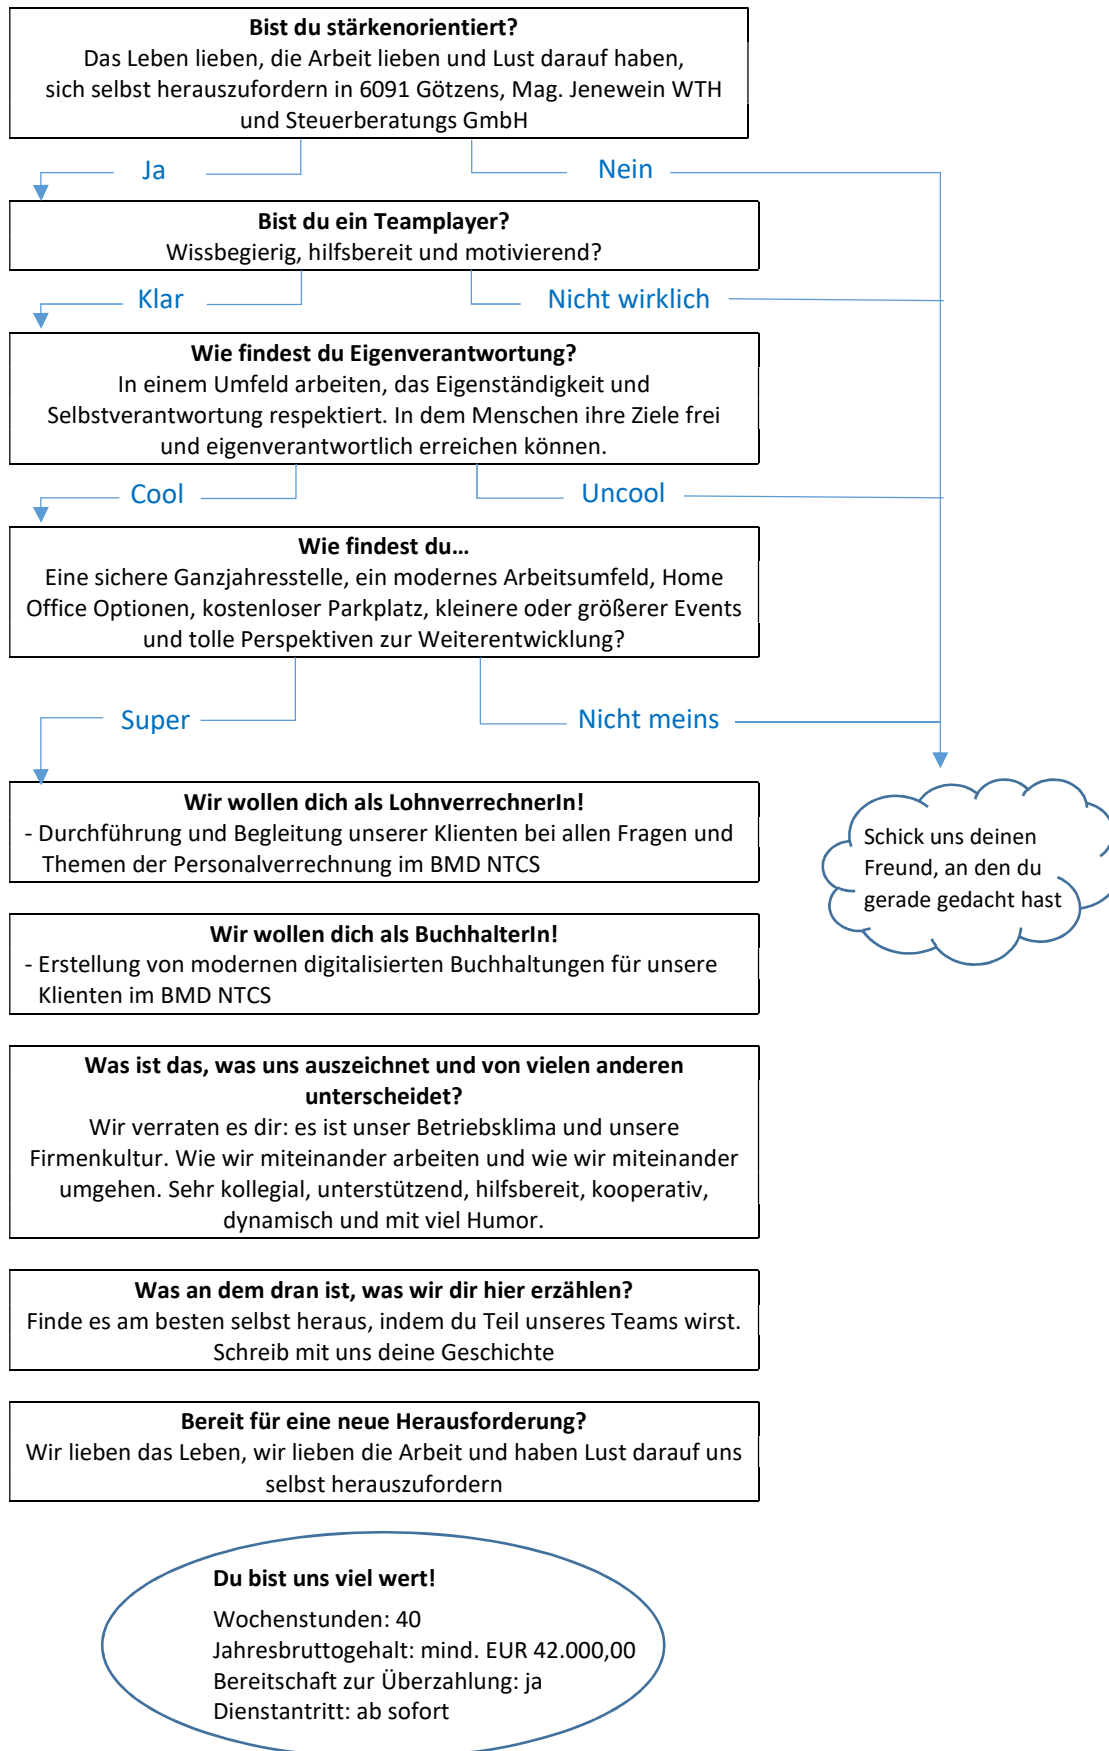 Bist du stärkenorientiert?
Das Leben lieben, die Arbeit lieben und Lust darauf haben,
sich selbst herauszufordern in 6091 Götzens, Mag. Jenewein WTH
und Steuerberatungs GmbH
Ja
Nein
Bist du ein Teamplayer?
Wissbegierig, hilfsbereit und motivierend?
Klar
Nicht wirklich
Wie findest du Eigenverantwortung?
In einem Umfeld arbeiten, das Eigenständigkeit und
Selbstverantwortung respektiert. In dem Menschen ihre Ziele frei
und eigenverantwortlich erreichen können.
Cool
Uncool
Wie findest du…
Eine sichere Ganzjahresstelle, ein modernes Arbeitsumfeld, Home
Office Optionen, kostenloser Parkplatz, kleinere oder größerer Events
und tolle Perspektiven zur Weiterentwicklung?
Super
Nicht meins
Wir wollen dich als LohnverrechnerIn!
- Durchführung und Begleitung unserer Klienten bei allen Fragen und
Themen der Personalverrechnung im BMD NTCS
Schick uns deinen
Freund, an den du
gerade gedacht hast
Wir wollen dich als BuchhalterIn!
- Erstellung von modernen digitalisierten Buchhaltungen für unsere
Klienten im BMD NTCS
Was ist das, was uns auszeichnet und von vielen anderen
unterscheidet?
Wir verraten es dir: es ist unser Betriebsklima und unsere
Firmenkultur. Wie wir miteinander arbeiten und wie wir miteinander
umgehen. Sehr kollegial, unterstützend, hilfsbereit, kooperativ,
dynamisch und mit viel Humor.
Was an dem dran ist, was wir dir hier erzählen?
Finde es am besten selbst heraus, indem du Teil unseres Teams wirst.
Schreib mit uns deine Geschichte
Bereit für eine neue Herausforderung?
Wir lieben das Leben, wir lieben die Arbeit und haben Lust darauf uns
selbst herauszufordern
Du bist uns viel wert!
Wochenstunden: 40
Jahresbruttogehalt: mind. EUR 42.000,00
Bereitschaft zur Überzahlung: ja
Dienstantritt: ab sofort